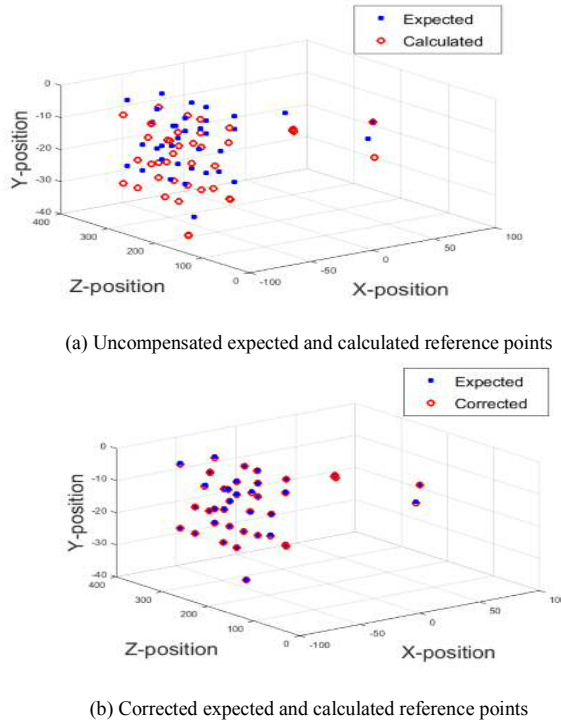 Expected
Calculated
0
-10
-20
-30
-40
400
300
200
100
0
-100
-50
0
50
100
Y-position
Z-position
X-position
(a) Uncompensated expected and calculated reference points
Expected
Corrected
0
-10
-20
-30
-40
400
300
200
100
0
-100
-50
0
50
100
Y-position
Z-position
X-position
(b) Corrected expected and calculated reference points